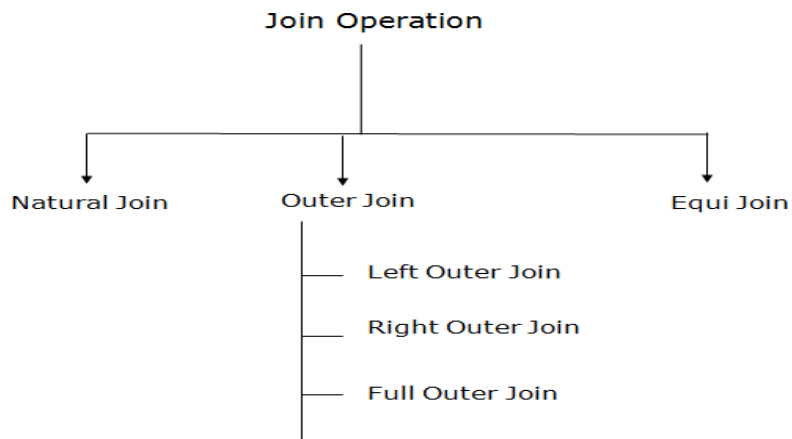 Join Operation
Natural Join
Outer Join
Equi Join
Left Outer Join
Right Outer Join
Full Outer Join